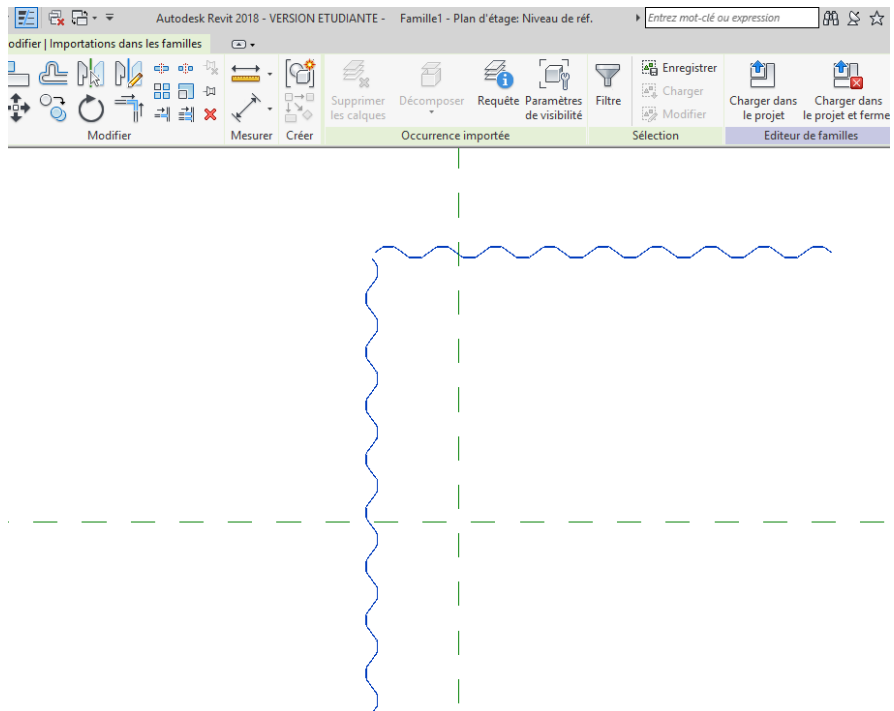 Autodesk Revit 2018 - VERSION ETUDIANTE - Famille1 - Plan d'étage: Niveau de réf.
Entrez mot-clé ou expression
odifier | Importations dans les familles
Supprimer les calques
Décomposer
Requête
Paramètres de visibilité
Filtre
Enregistrer
Charger
Modifier
Charger dans le projet
Charger dans le projet et ferme
Modifier
Mesurer
Créer
Occurrence importée
Sélection
Editeur de familles